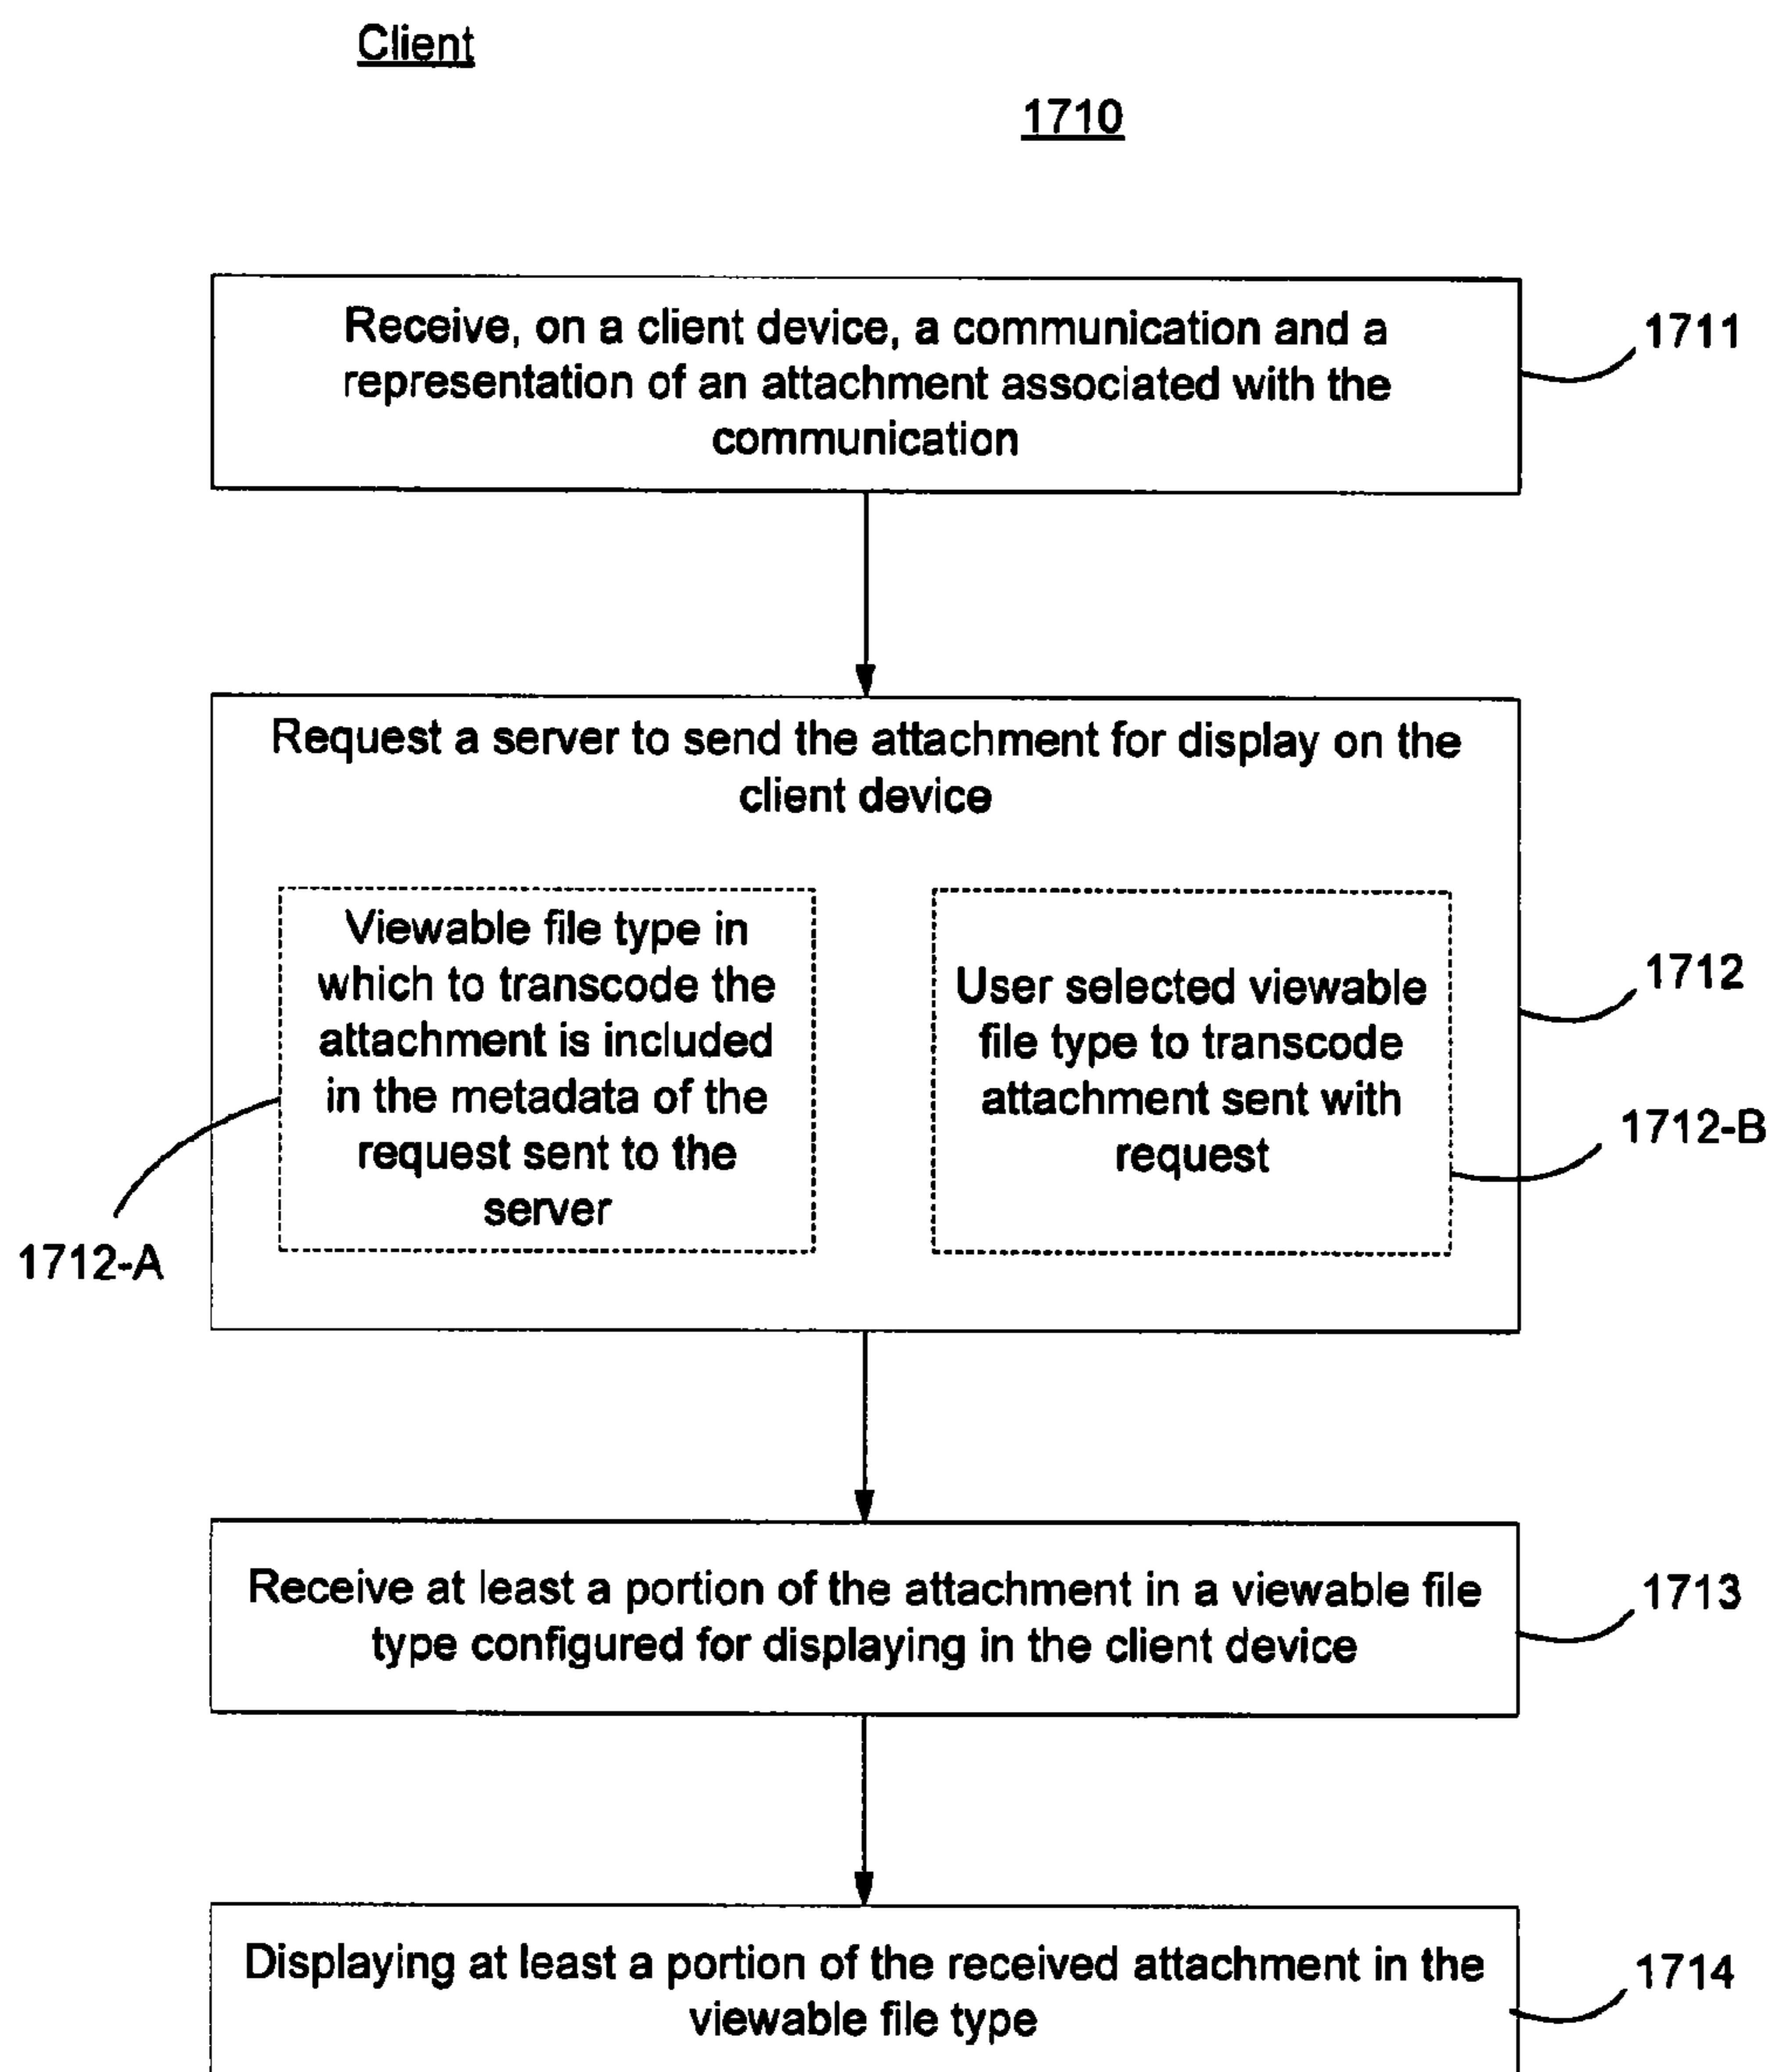 Client
1710
Receive, on a client device, a communication and a
representation of an attachment associated with the
communication
1711
Request a server to send the attachment for display on the
client device
Viewable file type in
which to transcode the
attachment is included
in the metadata of the
request sent to the
server
User selected viewable
file type to transcode
attachment sent with
request
1712
1712-B
1712-A
Receive at least a portion of the attachment in a viewable file
type configured for displaying in the client device
1713
Displaying at least a portion of the received attachment in the
viewable file type
1714